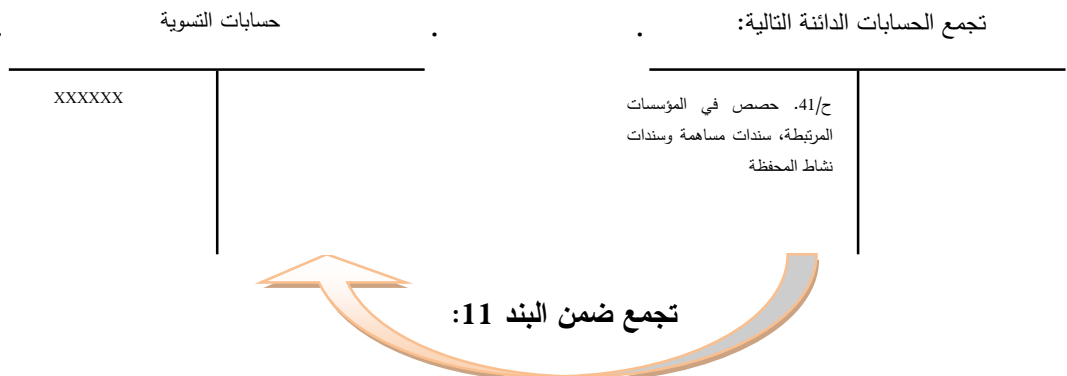 تجمع الحسابات الدائنة التالية:
.
ح/41. حصص في المؤسسات
المرتبطة، سندات مساهمة وسندات
نشاط المحفظة
.
حسابات التسوية
.
XXXXXX
تجمع ضمن البند 11: